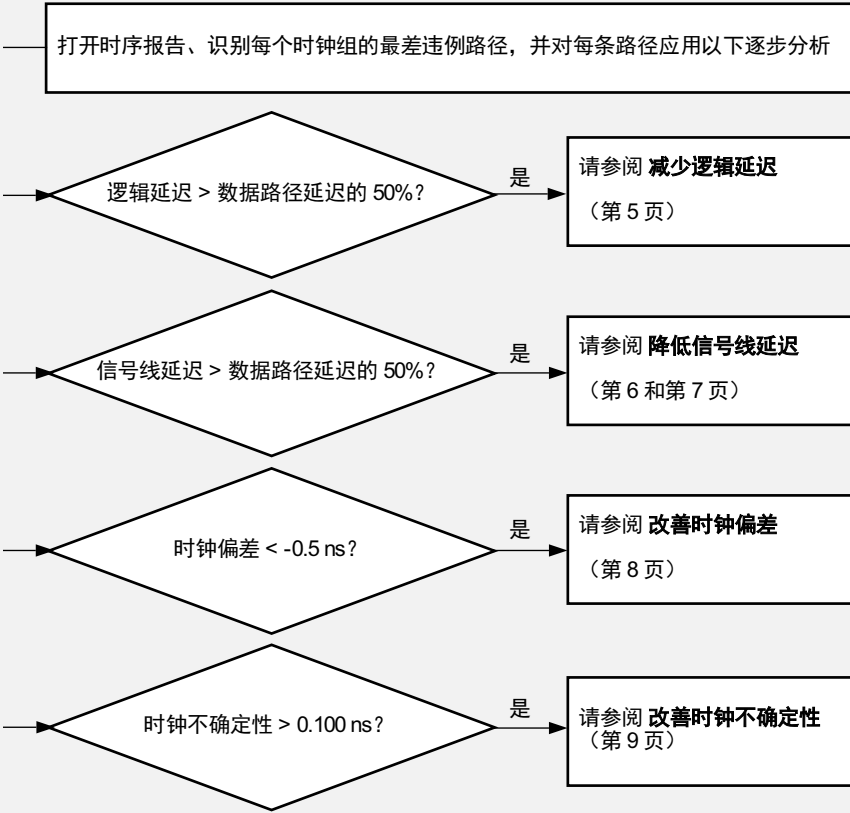 打开时序报告、识别每个时钟组的最差违例路径，并对每条路径应用以下逐步分析
逻辑延迟 > 数据路径延迟的 50%？
是
请参阅 减少逻辑延迟
（第 5 页）
信号线延迟 > 数据路径延迟的 50%？
是
请参阅 降低信号线延迟
（第 6 和第 7 页）
时钟偏差 < -0.5 ns？
是
请参阅 改善时钟偏差
（第 8 页）
时钟不确定性 > 0.100 ns？
是
请参阅 改善时钟不确定性
（第 9 页）